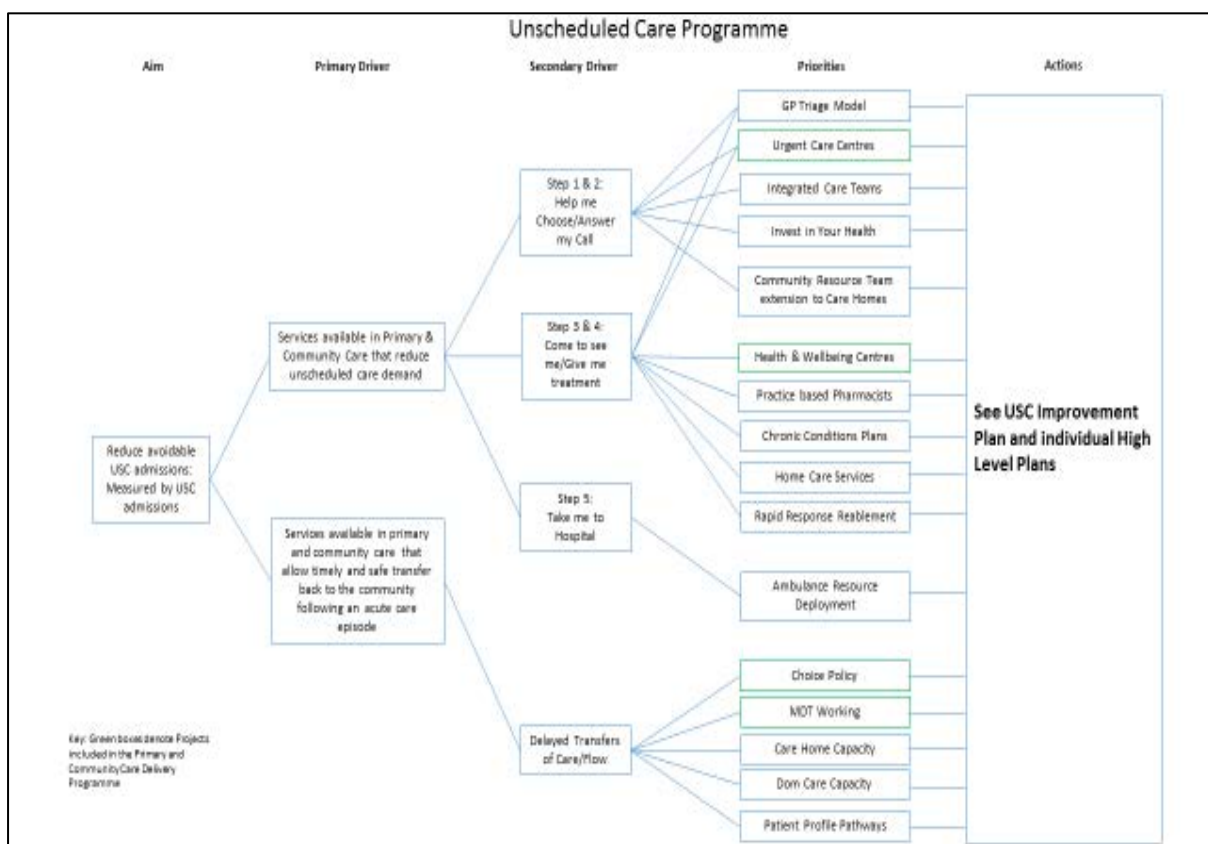 Unscheduled Care Programme
Aim
Primary Driver
Secondary Driver
Priorities
Actions
Reduce avoidable
USC admissions:
Measured by USC
admissions
Services available in Primary &
Community Care that reduce
unscheduled care demand
Services available in primary
and community care that
allow timely and safe transfer
back to the community
following an acute care
episode
Step 1 & 2:
Help me
Choose/Answer
my Call
Step 3 & 4:
Come to see
me/Give me
treatment
Step 5:
Take me to
Hospital
Delayed Transfers
of Care/Flow
GP Triage Model
Urgent Care Centres
Integrated Care Teams
Invest in Your Health
Community Resource Team
extension to Care Homes
Health & Wellbeing Centres
Practice based Pharmacists
Chronic Conditions Plans
Home Care Services
Rapid Response Reablement
Ambulance Resource
Deployment
Choice Policy
MDT Working
Care Home Capacity
Dom Care Capacity
Patient Profile Pathways
See USC Improvement
Plan and individual High
Level Plans
Key: Green boxes denote Projects
included in the Primary and
Community Care Delivery
Programme